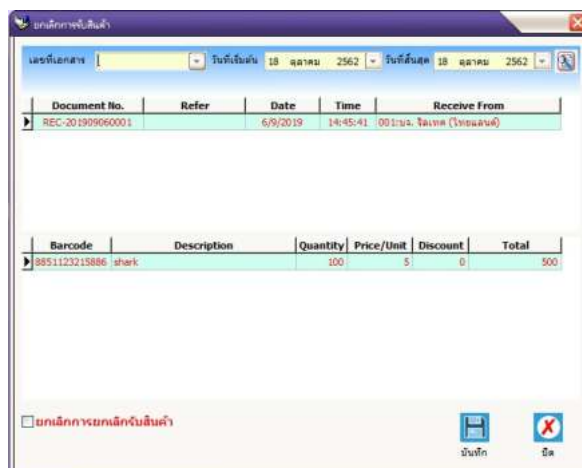 ยกเลิกการรับสินค้า
เลขที่เอกสาร วันที่เริ่มต้น 18 ตุลาคม 2562 วันที่สิ้นสุด 18 ตุลาคม 2562
Document No. Refer Date Time Receive From
REC-201909060001 6/9/2019 14:45:41 001:บจ. (ไทยแลนด์)
Barcode Description Quantity Price/Unit Discount Total
8851123215886 shark 100 5 0 500
ยกเลิกการยกเลิกรับสินค้า
บันทึก ปิด